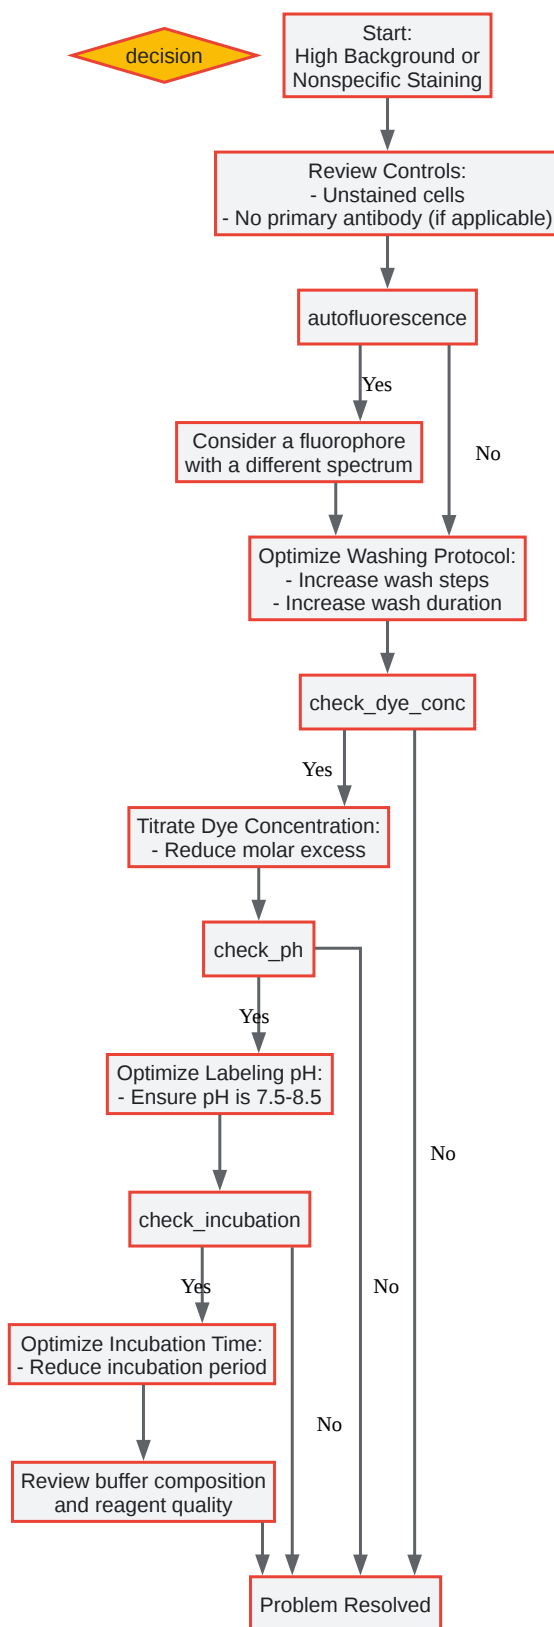 decision
Start:
High Background or
Nonspecific Staining
Review Controls:
- Unstained cells
- No primary antibody (if applicable)
autofluorescence
Yes
Consider a fluorophore
with a different spectrum
No
Optimize Washing Protocol:
- Increase wash steps
- Increase wash duration
check_dye_conc
Yes
Titrate Dye Concentration:
- Reduce molar excess
check_ph
Yes
Optimize Labeling pH:
- Ensure pH is 7.5-8.5
No
check_incubation
Yes
No
Optimize Incubation Time:
- Reduce incubation period
No
Review buffer composition
and reagent quality
Problem Resolved